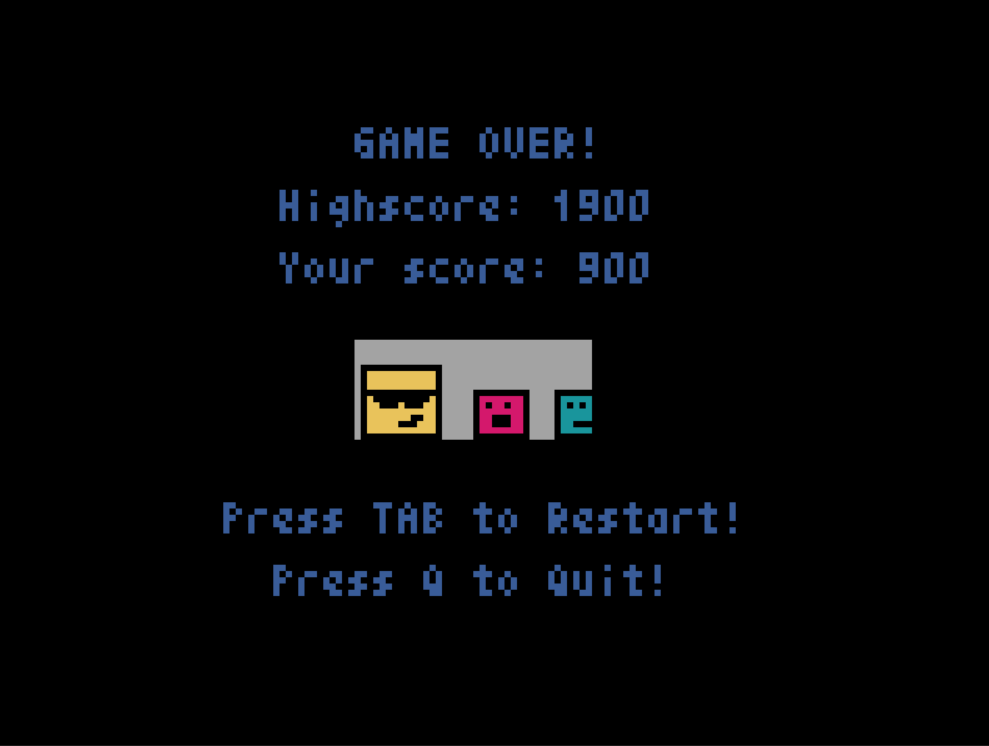 GAME OVER!
Highscore: 1900
Your score: 900
Press TAB to Restart!
Press Q to Quit!